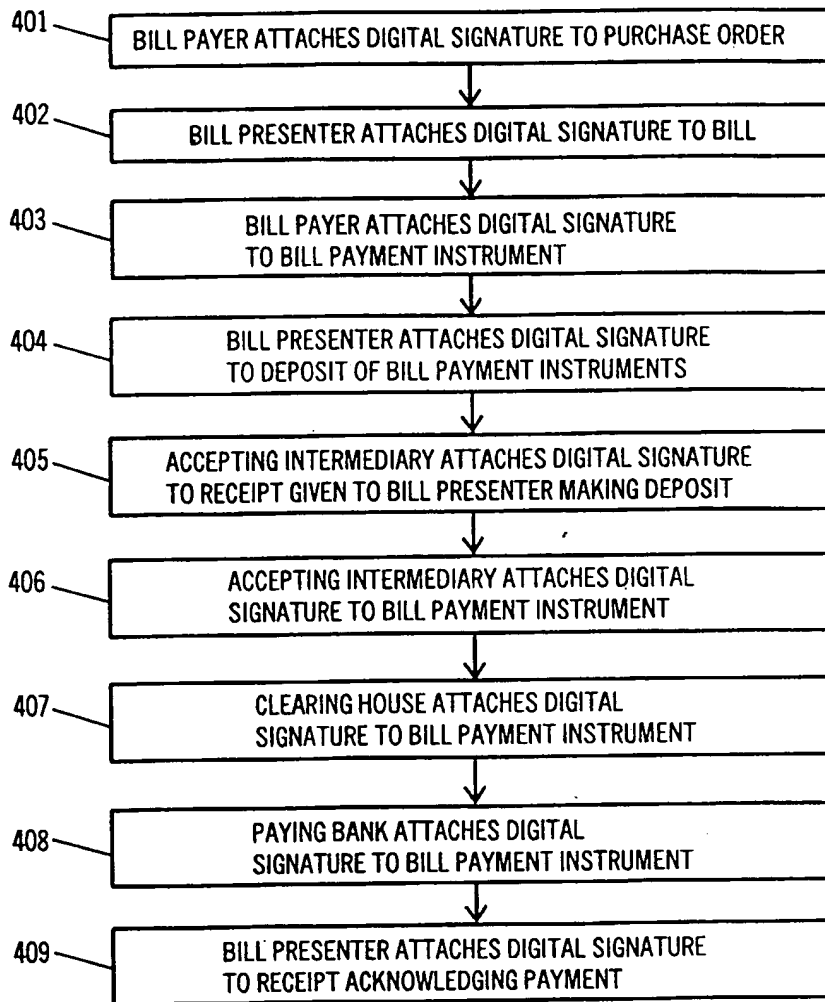 401
BILL PAYER ATTACHES DIGITAL SIGNATURE TO PURCHASE ORDER
402
BILL PRESENTER ATTACHES DIGITAL SIGNATURE TO BILL
403
BILL PAYER ATTACHES DIGITAL SIGNATURE
TO BILL PAYMENT INSTRUMENT
404
BILL PRESENTER ATTACHES DIGITAL SIGNATURE
TO DEPOSIT OF BILL PAYMENT INSTRUMENTS
405
ACCEPTING INTERMEDIARY ATTACHES DIGITAL SIGNATURE
TO RECEIPT GIVEN TO BILL PRESENTER MAKING DEPOSIT
406
ACCEPTING INTERMEDIARY ATTACHES DIGITAL
SIGNATURE TO BILL PAYMENT INSTRUMENT
407
CLEARING HOUSE ATTACHES DIGITAL
SIGNATURE TO BILL PAYMENT INSTRUMENT
408
PAYING BANK ATTACHES DIGITAL
SIGNATURE TO BILL PAYMENT INSTRUMENT
409
BILL PRESENTER ATTACHES DIGITAL SIGNATURE
TO RECEIPT ACKNOWLEDGING PAYMENT